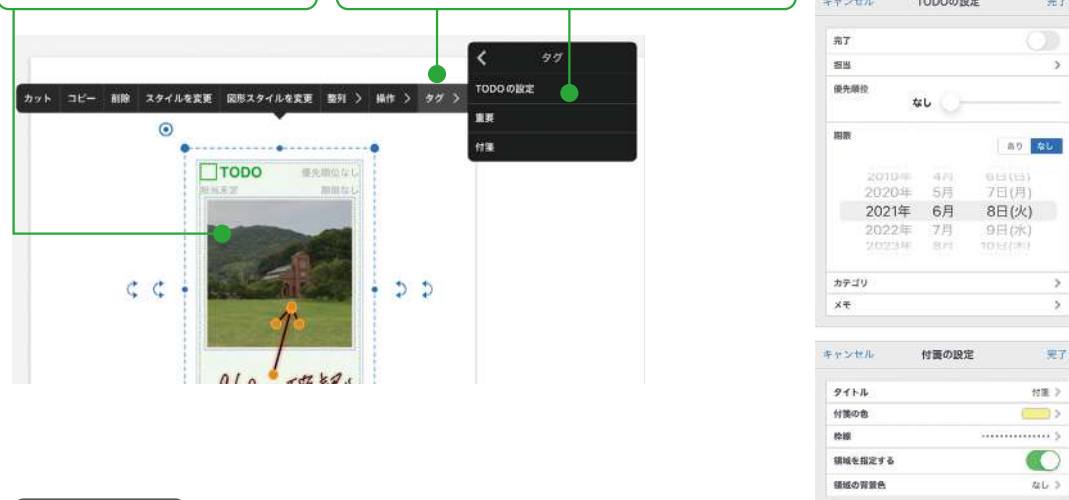 カット コピー 削除 スタイルを変更 図形スタイルを変更 整列 > 操作 > タグ >
タグ
TODOの設定
重要
付箋
TODO 優先順位なし
担当未定 期限なし
キャンセル TODOの設定 完了
完了
担当
優先順位
なし
期限
あり なし
2019年 4月 6日(日)
2020年 5月 7日(月)
2021年 6月 8日(火)
2022年 7月 9日(水)
2023年 8月 10日(木)
カテゴリ
メモ
キャンセル 付箋の設定 完了
タイトル 付箋
付箋の色
枠線
領域を指定する
領域の背景色 なし